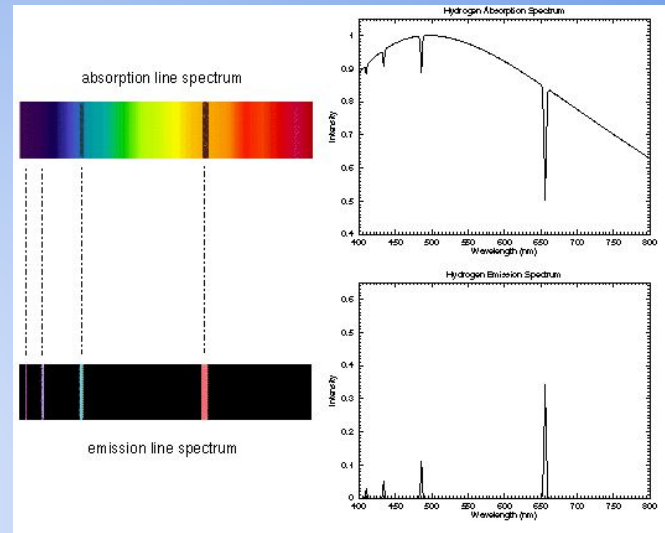 absorption line spectrum
emission line spectrum
Hydrogen Absorption Spectrum
1
0.9
0.8
0.7
0.6
0.5
0.4
Intensity
400 450 500 550 600 650 700 750 800
Wavelength (nm)
Hydrogen Emission Spectrum
0.6
0.5
0.4
0.3
0.2
0.1
0
Intensity
400 450 500 550 600 650 700 750 800
Wavelength (nm)